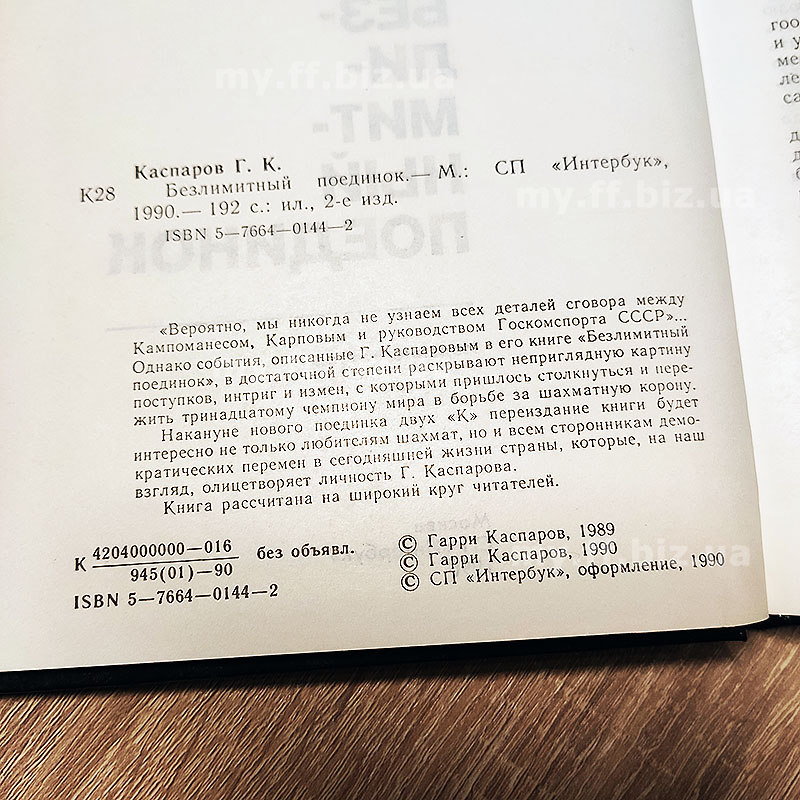 my.ff.biz.ua
Каспаров Г. К.
К28 Безлимитный поединок.— М.: СП «Интербук»,
1990.— 192 с.: ил., 2-е изд.
ISBN 5—7664—0144—2
my.ff.biz.ua
«Вероятно, мы никогда не узнаем всех деталей сговора между
Кампоманесом, Карповым и руководством Госкомспорта СССР»...
Однако события, описанные Г. Каспаровым в его книге «Безлимитный
поединок», в достаточной степени раскрывают неприглядную картину
поступков, интриг и измен, с которыми пришлось столкнуться и пере-
жить тринадцатому чемпиону мира в борьбе за шахматную корону.
Накануне нового поединка двух «К» переиздание книги будет
интересно не только любителям шахмат, но и всем сторонникам демо-
кратических перемен в сегодняшней жизни страны, которые, на наш
взгляд, олицетворяет личность Г. Каспарова.
Книга рассчитана на широкий круг читателей.
К 4204000000—016 без объявл.
945(01)—90
ISBN 5—7664—0144—2
© Гарри Каспаров, 1989
© Гарри Каспаров, 1990
© СП «Интербук», оформление, 1990
БЕЗ-
ЛИ-
МИТ-
НЫЙ
ПОЕДИНОК
Москва